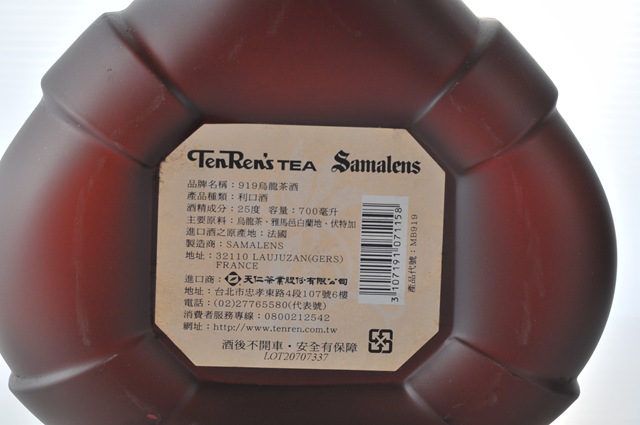 TenRen's TEA Samalens
品牌名稱：919烏龍茶酒
產品種類：利口酒
酒精成分：25度 容量：700毫升
主要原料：烏龍茶、雅馬邑白蘭地、伏特加
進口酒之原產地：法國
製造商：SAMALENS
地址：32110 LAUJUZAN(GERS)
FRANCE
進口商：天仁茶業股份有限公司
地址：台北市忠孝東路4段107號6樓
電話：(02)27765580(代表號)
消費者服務專線：0800212542
網址：http://www.tenren.com.tw
酒後不開車‧安全有保障
LOT20707337
3107191071158
產品代號：MB919